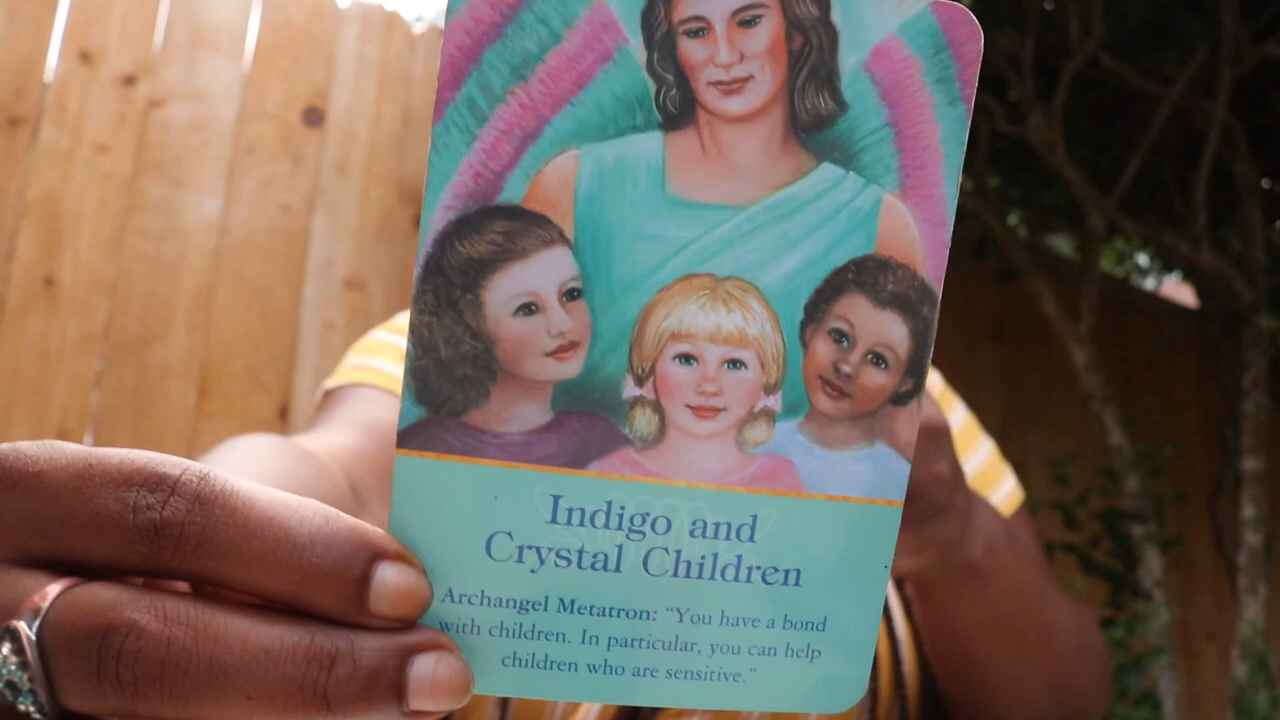 Indigo and
Crystal Children
Archangel Metatron: “You have a bond
with children. In particular, you can help
children who are sensitive.”